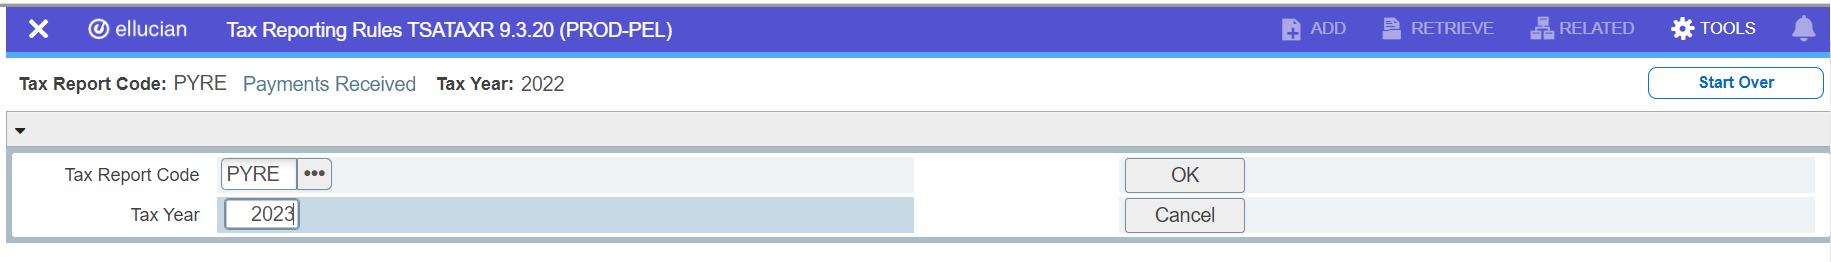 ellucian Tax Reporting Rules TSATAXR 9.3.20 (PROD-PEL) ADD RETRIEVE RELATED TOOLS
Tax Report Code: PYRE Payments Received Tax Year: 2022 Start Over
Tax Report Code PYRE ••• OK
Tax Year 2023 Cancel